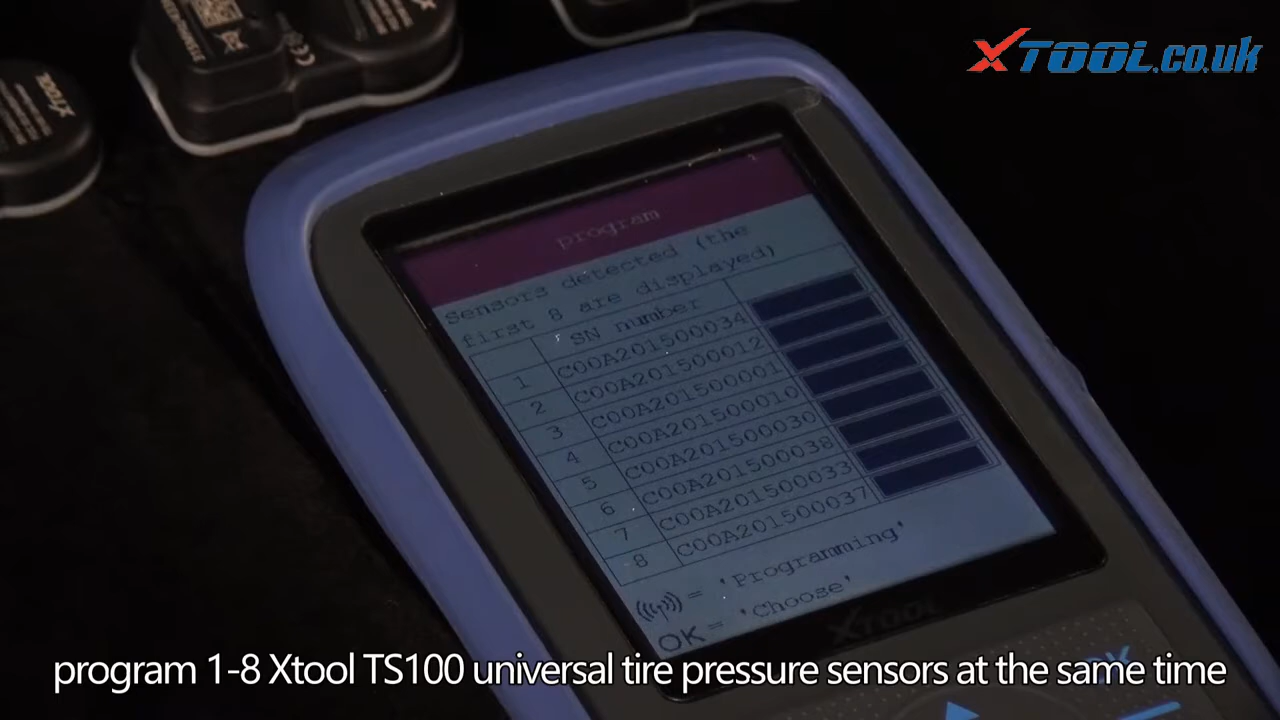 XTOOL.co.uk
XTOOL
program
Sensors detected (the
first 8 are displayed)
SN number
1 C00A201500034
2 C00A201500012
3 C00A201500001
4 C00A201500010
5 C00A201500030
6 C00A201500038
7 C00A201500033
8 C00A201500037
= 'Programming'
OK = 'Choose'
XTOOL
OK
program 1-8 Xtool TS100 universal tire pressure sensors at the same time